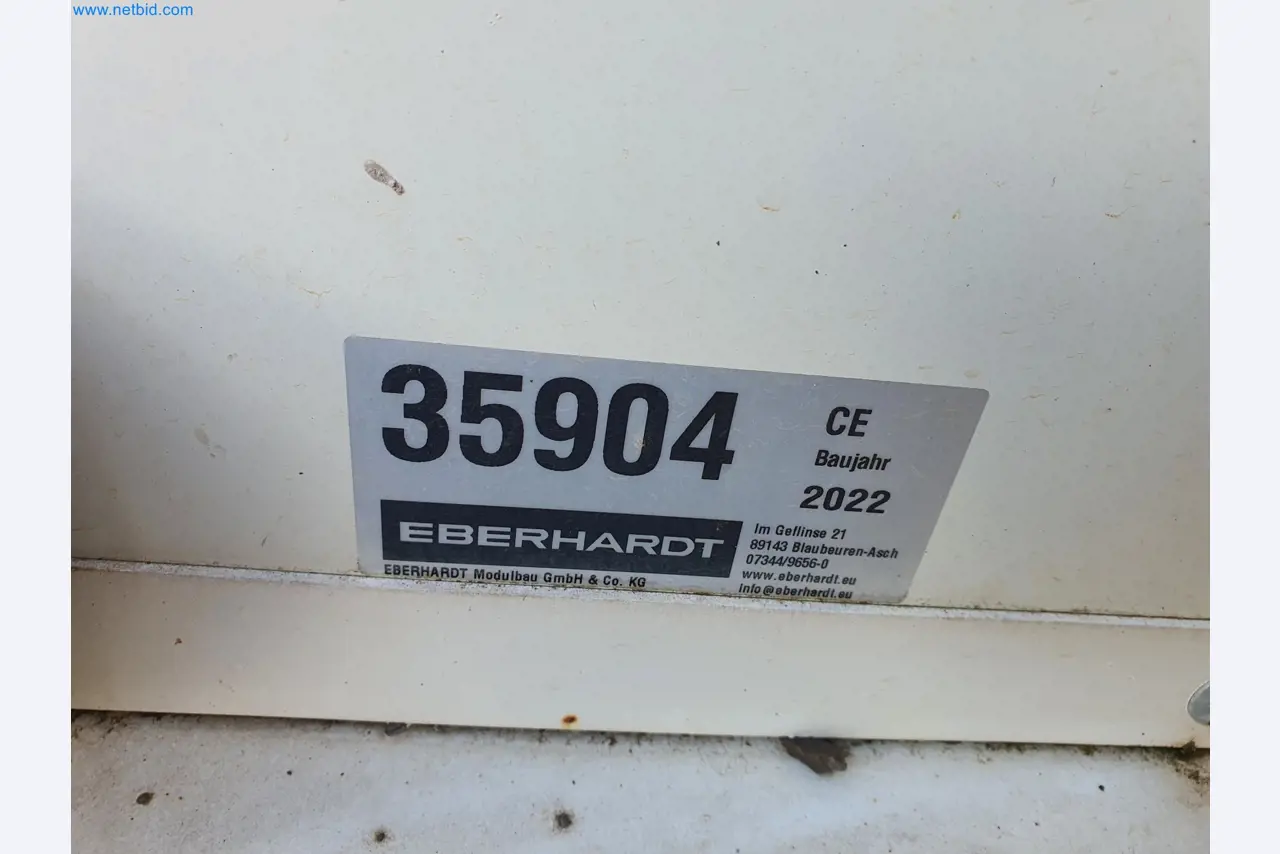 www.netbid.com
35904
CE
Baujahr
2022
EBERHARDT
EBERHARDT Modulbau GmbH & Co. KG
Im Geflinse 21
89143 Blaubeuren-Asch
07344/9656-0
www.eberhardt.eu
info@eberhardt.eu